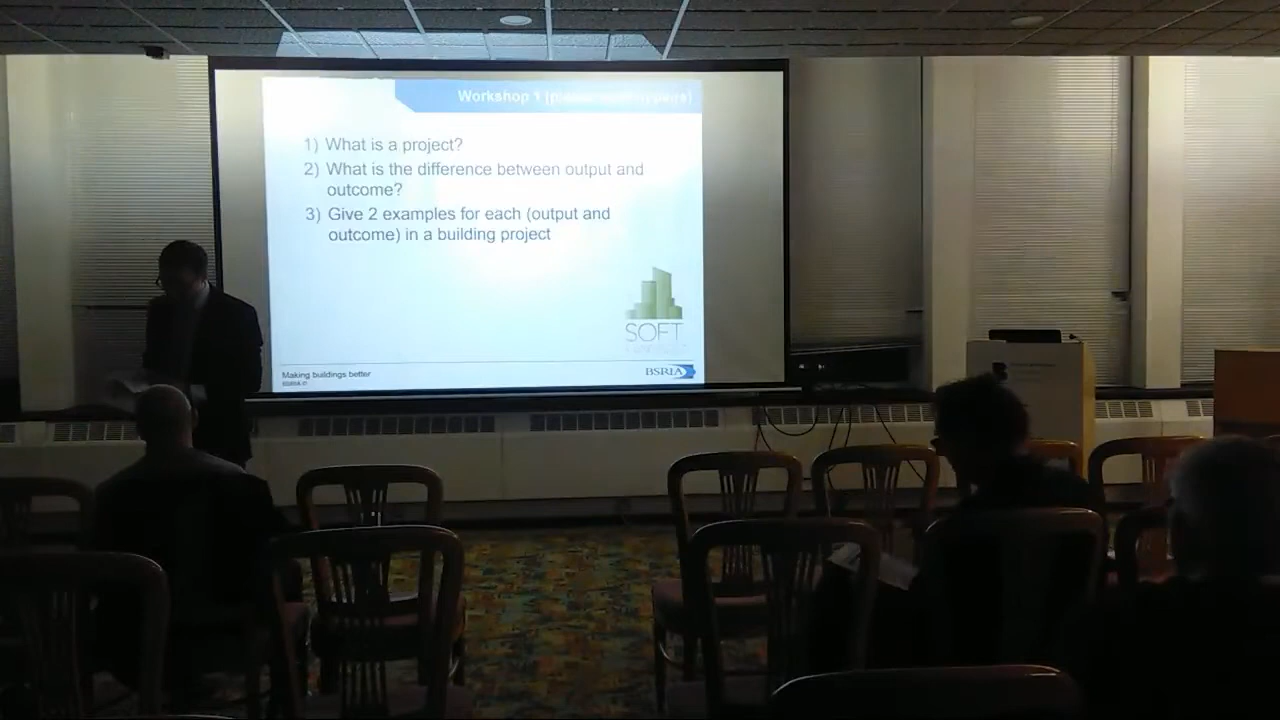 Workshop 1
1) What is a project?
2) What is the difference between output and
outcome?
3) Give 2 examples for each (output and
outcome) in a building project
SOFT
Making buildings better
BSRIA